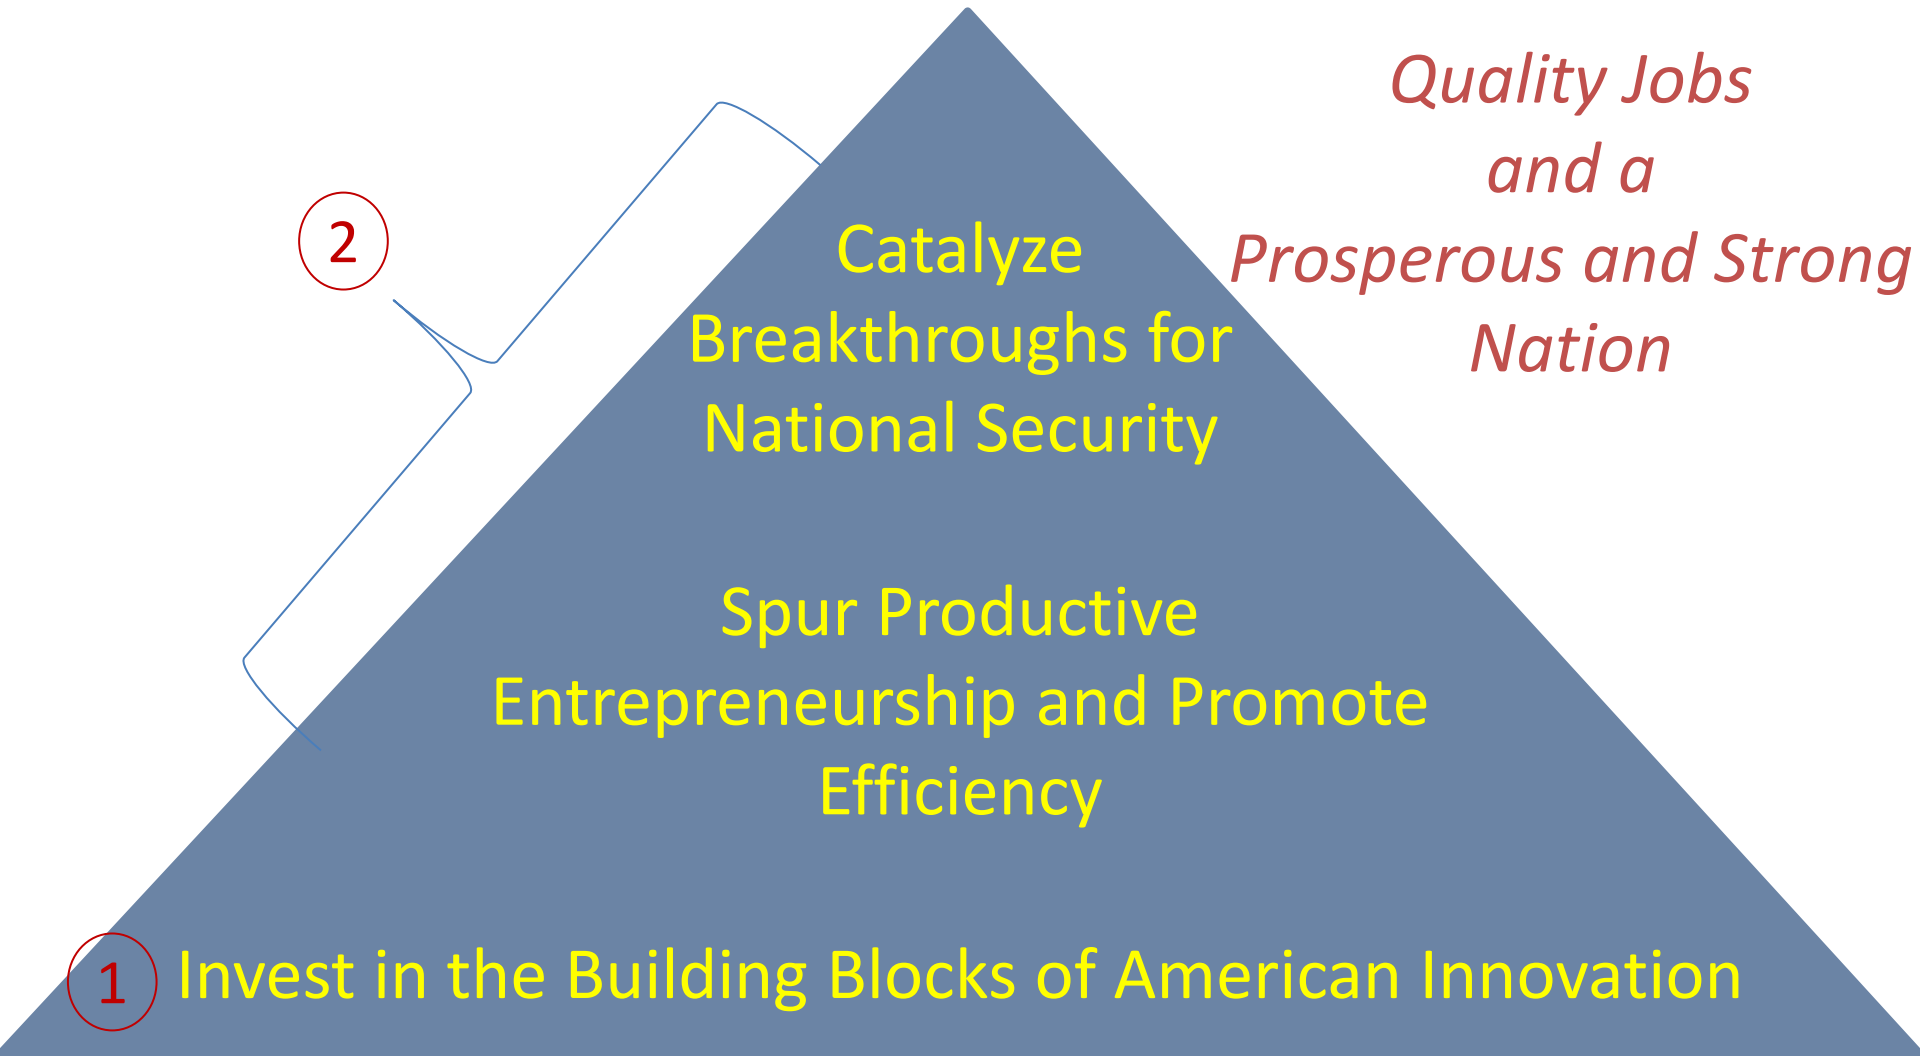 Quality Jobs
and a
Prosperous and Strong
Nation
2
Catalyze
Breakthroughs for
National Security
Spur Productive
Entrepreneurship and Promote
Efficiency
1
Invest in the Building Blocks of American Innovation